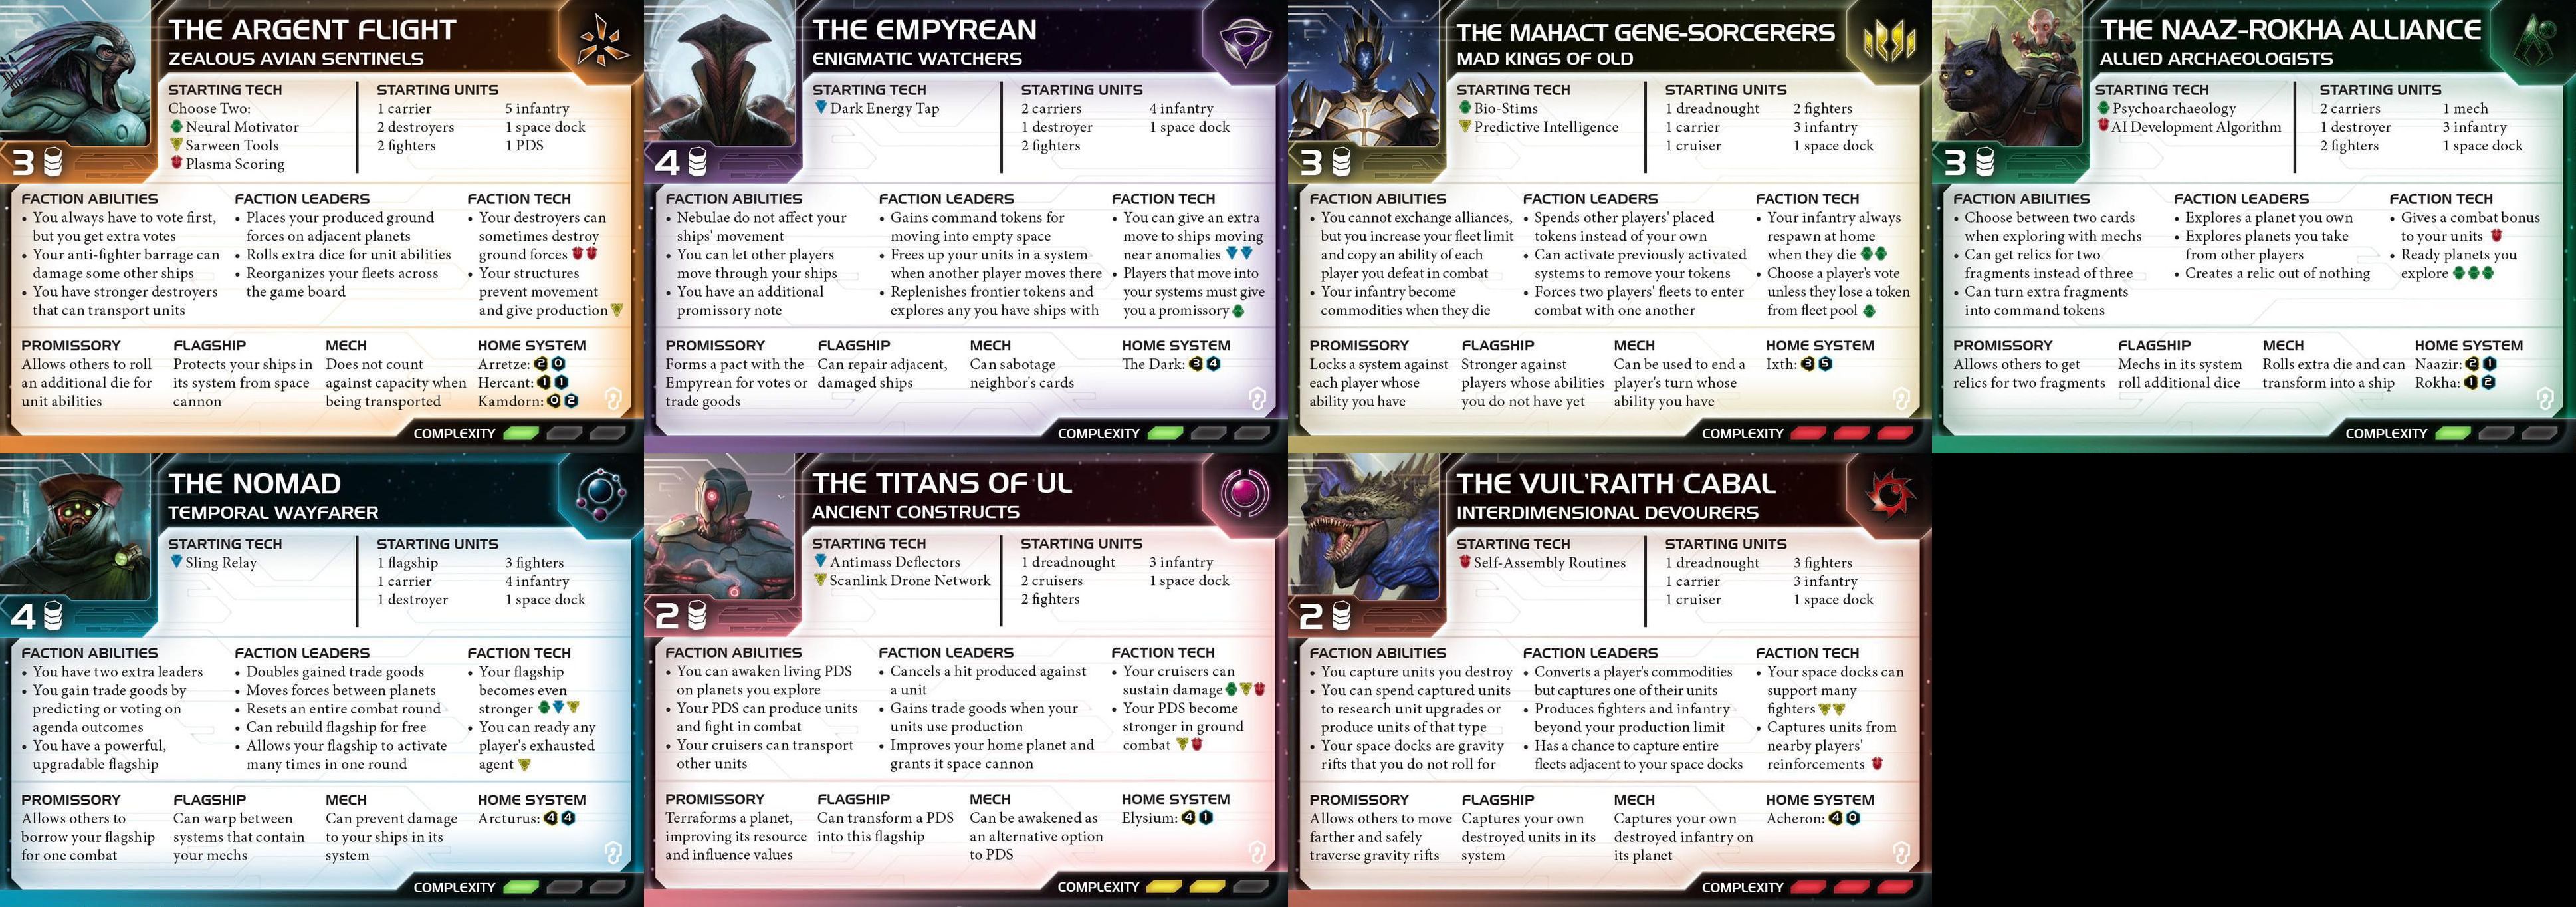 THE ARGENT FLIGHT
ZEALOUS AVIAN SENTINELS
3
STARTING TECH
Choose Two:
Neural Motivator
Sarween Tools
Plasma Scoring
STARTING UNITS
1 carrier
2 destroyers
2 fighters
5 infantry
1 space dock
1 PDS
FACTION ABILITIES
• You always have to vote first,
but you get extra votes
• Your anti-fighter barrage can
damage some other ships
• You have stronger destroyers
that can transport units
FACTION LEADERS
• Places your produced ground
forces on adjacent planets
• Rolls extra dice for unit abilities
• Reorganizes your fleets across
the game board
FACTION TECH
• Your destroyers can
sometimes destroy
ground forces
• Your structures
prevent movement
and give production
PROMISSORY
Allows others to roll
an additional die for
unit abilities
FLAGSHIP
Protects your ships in
its system from space
cannon
MECH
Does not count
against capacity when
being transported
HOME SYSTEM
Arretze: 2 0
Hercant: 1 1
Kamdorn: 0 2
COMPLEXITY
THE EMPYREAN
ENIGMATIC WATCHERS
4
STARTING TECH
Dark Energy Tap
STARTING UNITS
2 carriers
1 destroyer
2 fighters
4 infantry
1 space dock
FACTION ABILITIES
• Nebulae do not affect your
ships' movement
• You can let other players
move through your ships
• You have an additional
promissory note
FACTION LEADERS
• Gains command tokens for
moving into empty space
• Frees up your units in a system
when another player moves there
• Replenishes frontier tokens and
explores any you have ships with
FACTION TECH
• You can give an extra
move to ships moving
near anomalies
• Players that move into
your systems must give
you a promissory
PROMISSORY
Forms a pact with the
Empyrean for votes or
trade goods
FLAGSHIP
Can repair adjacent,
damaged ships
MECH
Can sabotage
neighbor's cards
HOME SYSTEM
The Dark: 3 4
COMPLEXITY
THE MAHACT GENE-SORCERERS
MAD KINGS OF OLD
3
STARTING TECH
Bio-Stims
Predictive Intelligence
STARTING UNITS
1 dreadnought
1 carrier
1 cruiser
2 fighters
3 infantry
1 space dock
FACTION ABILITIES
• You cannot exchange alliances,
but you increase your fleet limit
and copy an ability of each
player you defeat in combat
• Your infantry become
commodities when they die
FACTION LEADERS
• Spends other players' placed
tokens instead of your own
• Can activate previously activated
systems to remove your tokens
• Forces two players' fleets to enter
combat with one another
FACTION TECH
• Your infantry always
respawn at home
when they die
• Choose a player's vote
unless they lose a token
from fleet pool
PROMISSORY
Locks a system against
each player whose
ability you have
FLAGSHIP
Stronger against
players whose abilities
you do not have yet
MECH
Can be used to end a
player's turn whose
ability you have
HOME SYSTEM
Ixth: 3 5
COMPLEXITY
THE NAAZ-ROKHA ALLIANCE
ALLIED ARCHAEOLOGISTS
3
STARTING TECH
Psychoarchaeology
AI Development Algorithm
STARTING UNITS
2 carriers
1 destroyer
2 fighters
1 mech
3 infantry
1 space dock
FACTION ABILITIES
• Choose between two cards
when exploring with mechs
• Can get relics for two
fragments instead of three
• Can turn extra fragments
into command tokens
FACTION LEADERS
• Explores a planet you own
• Explores planets you take
from other players
• Creates a relic out of nothing
FACTION TECH
• Gives a combat bonus
to your units
• Ready planets you
explore
PROMISSORY
Allows others to get
relics for two fragments
FLAGSHIP
Mechs in its system
roll additional dice
MECH
Rolls extra die and can
transform into a ship
HOME SYSTEM
Naazir: 2 1
Rokha: 1 2
COMPLEXITY
THE NOMAD
TEMPORAL WAYFARER
4
STARTING TECH
Sling Relay
STARTING UNITS
1 flagship
1 carrier
1 destroyer
3 fighters
4 infantry
1 space dock
FACTION ABILITIES
• You have two extra leaders
• You gain trade goods by
predicting or voting on
agenda outcomes
• You have a powerful,
upgradable flagship
FACTION LEADERS
• Doubles gained trade goods
• Moves forces between planets
• Resets an entire combat round
• Can rebuild flagship for free
• Allows your flagship to activate
many times in one round
FACTION TECH
• Your flagship
becomes even
stronger
• You can ready any
player's exhausted
agent
PROMISSORY
Allows others to
borrow your flagship
for one combat
FLAGSHIP
Can warp between
systems that contain
your mechs
MECH
Can prevent damage
to your ships in its
system
HOME SYSTEM
Arcturus: 4 4
COMPLEXITY
THE TITANS OF UL
ANCIENT CONSTRUCTS
2
STARTING TECH
Antimass Deflectors
Scanlink Drone Network
STARTING UNITS
1 dreadnought
2 cruisers
2 fighters
3 infantry
1 space dock
FACTION ABILITIES
• You can awaken living PDS
on planets you explore
• Your PDS can produce units
and fight in combat
• Your cruisers can transport
other units
FACTION LEADERS
• Cancels a hit produced against
a unit
• Gains trade goods when your
units use production
• Improves your home planet and
grants it space cannon
FACTION TECH
• Your cruisers can
sustain damage
• Your PDS become
stronger in ground
combat
PROMISSORY
Terraforms a planet,
improving its resource
and influence values
FLAGSHIP
Can transform a PDS
into this flagship
MECH
Can be awakened as
an alternative option
to PDS
HOME SYSTEM
Elysium: 4 1
COMPLEXITY
THE VUIL'RAITH CABAL
INTERDIMENSIONAL DEVOURERS
2
STARTING TECH
Self-Assembly Routines
STARTING UNITS
1 dreadnought
1 carrier
1 cruiser
3 fighters
3 infantry
1 space dock
FACTION ABILITIES
• You capture units you destroy
• You can spend captured units
to research unit upgrades or
produce units of that type
• Your space docks are gravity
rifts that you do not roll for
FACTION LEADERS
• Converts a player's commodities
but captures one of their units
• Produces fighters and infantry
beyond your production limit
• Has a chance to capture entire
fleets adjacent to your space docks
FACTION TECH
• Your space docks can
support many
fighters
• Captures units from
nearby players'
reinforcements
PROMISSORY
Allows others to move
farther and safely
traverse gravity rifts
FLAGSHIP
Captures your own
destroyed units in its
system
MECH
Captures your own
destroyed infantry on
its planet
HOME SYSTEM
Acheron: 4 0
COMPLEXITY